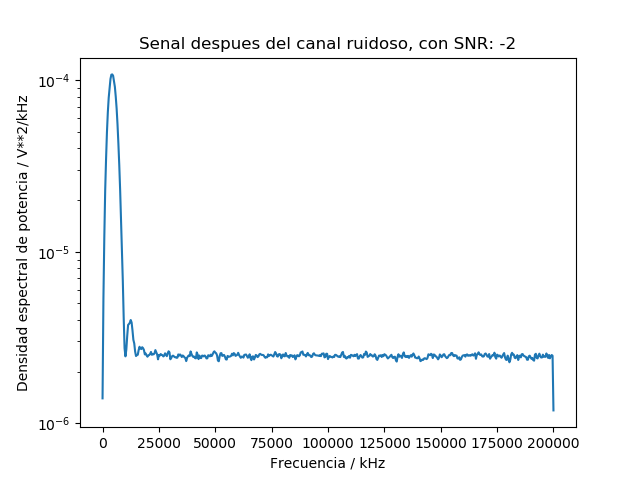 Senal despues del canal ruidoso, con SNR: -2
Densidad espectral de potencia / V**2/kHz
10⁻⁴
10⁻⁵
10⁻⁶
0 25000 50000 75000 100000 125000 150000 175000 200000
Frecuencia / kHz